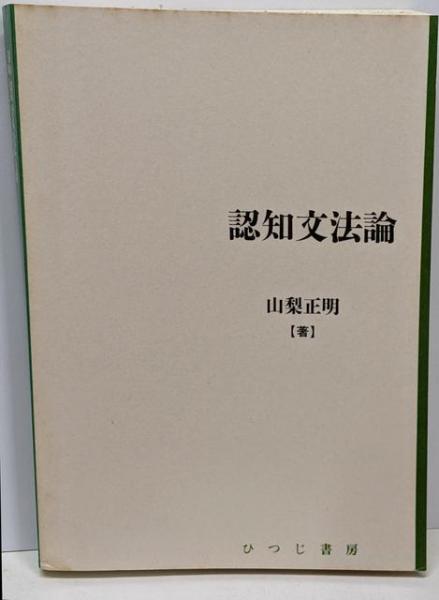 認知文法論
山梨正明
【著】
ひつじ書房